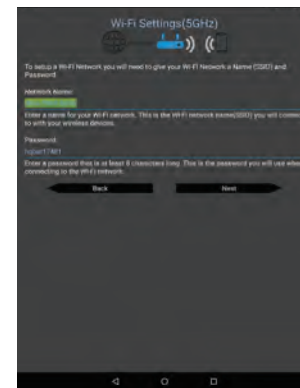 Wi-Fi Settings(5GHz)
To setup a Wi-Fi Network you will need to give your Wi-Fi Network a Name (SSID) and
Password
Network Name:
Enter a name for your Wi-Fi network. This is the Wi-Fi network name(SSID) you will connec
to with your wireless devices.
Password:
Enter a password that is at least 8 characters long. This is the password you will use whe
connecting to the Wi-Fi network.
Back
Next